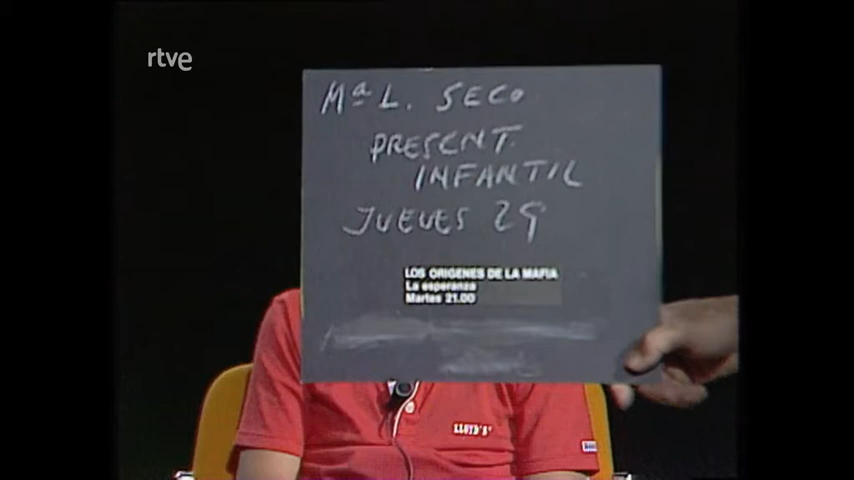 rtve
Mª L. SECO
PRESENT.
INFANTIL
JUEVES 29
LOS ORIGENES DE LA MAFIA
La esperanza
Martes 21.00
LLOYD'S